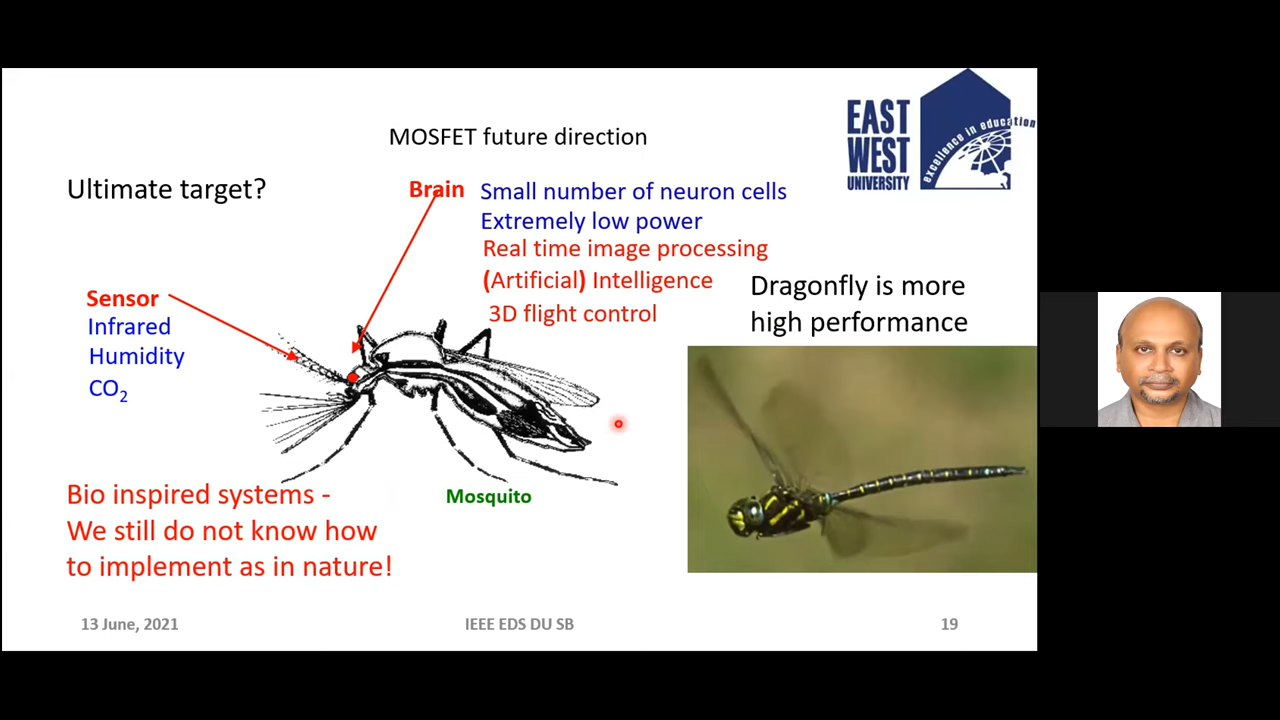 EAST
WEST
UNIVERSITY
excellence in education
MOSFET future direction
Ultimate target?
Brain
Small number of neuron cells
Extremely low power
Real time image processing
(Artificial) Intelligence
3D flight control
Sensor
Infrared
Humidity
CO₂
Dragonfly is more
high performance
Mosquito
Bio inspired systems -
We still do not know how
to implement as in nature!
13 June, 2021
IEEE EDS DU SB
19